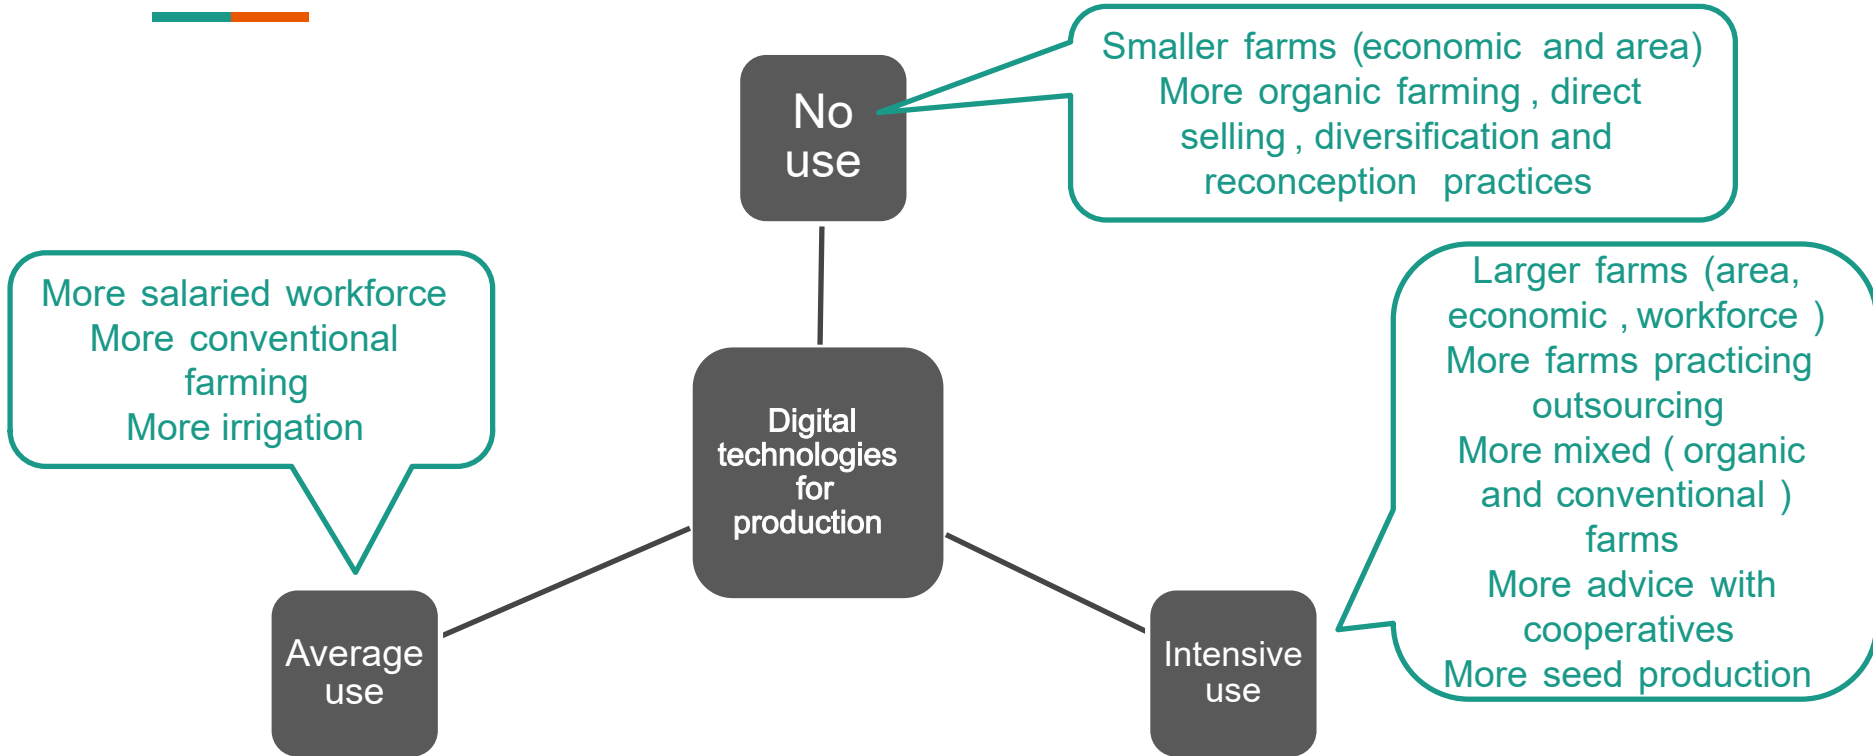 No
use
Smaller farms (economic and area)
More organic farming , direct
selling , diversification and
reconception practices
More salaried workforce
More conventional
farming
More irrigation
Digital
technologies
for
production
Larger farms (area,
economic , workforce )
More farms practicing
outsourcing
More mixed ( organic
and conventional )
farms
More advice with
cooperatives
More seed production
Average
use
Intensive
use